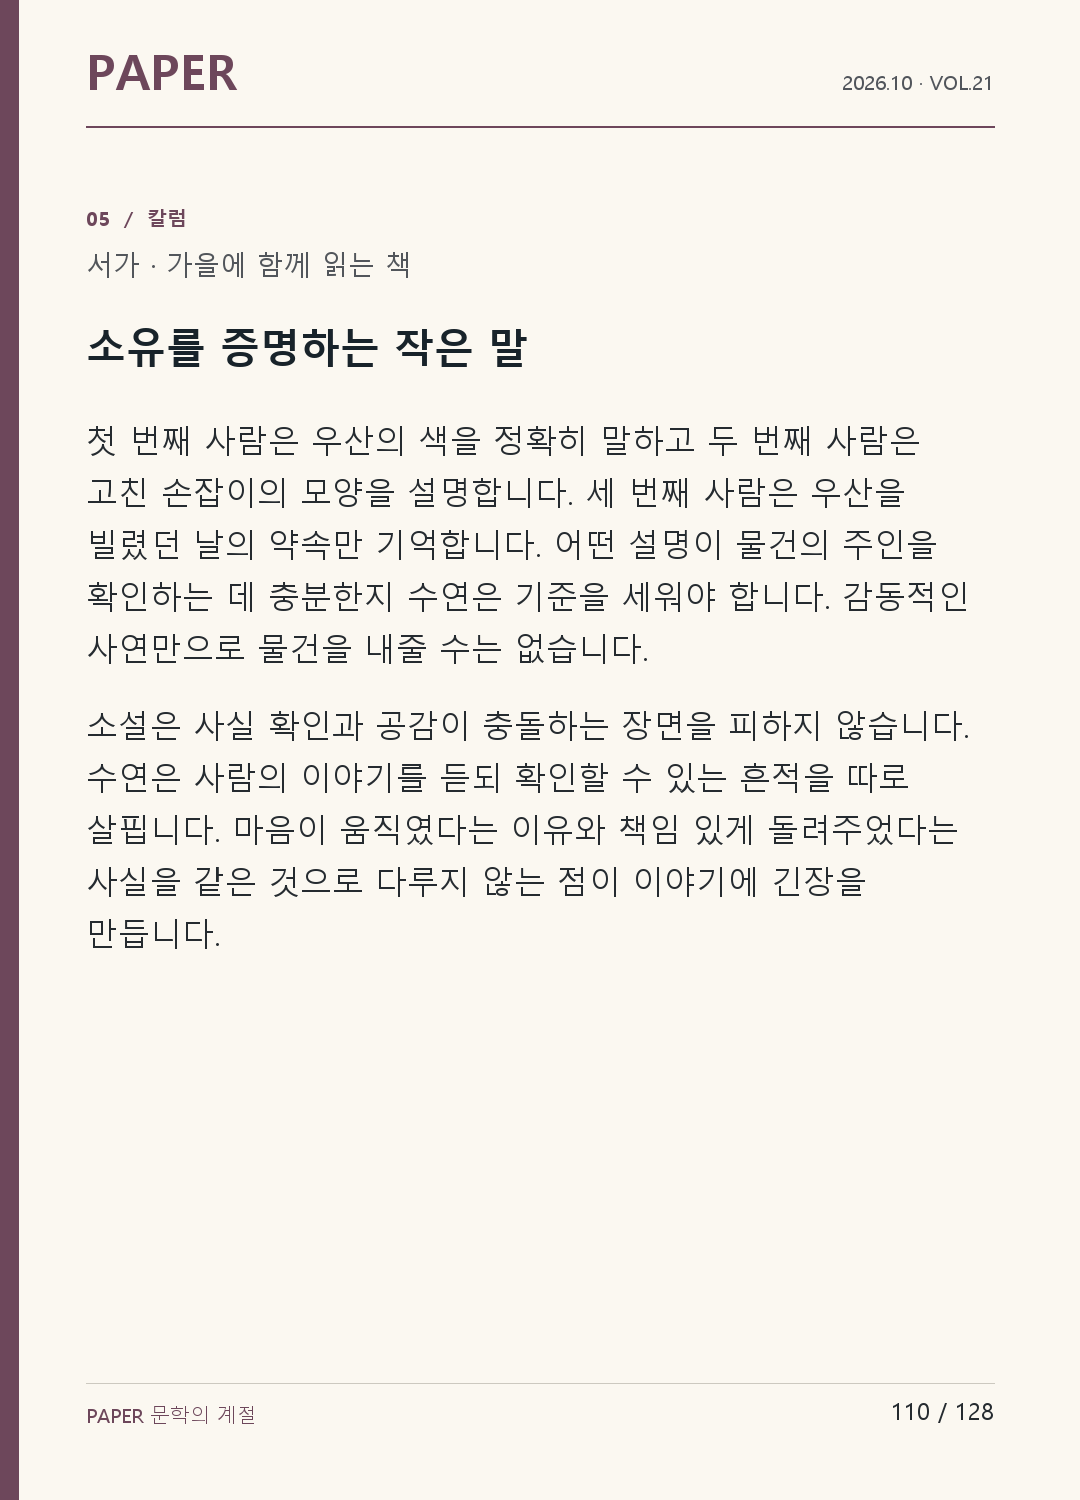 PAPER
2026.10 · VOL.21
05 / 칼럼
서가 · 가을에 함께 읽는 책
소유를 증명하는 작은 말
첫 번째 사람은 우산의 색을 정확히 말하고 두 번째 사람은
고친 손잡이의 모양을 설명합니다. 세 번째 사람은 우산을
빌렸던 날의 약속만 기억합니다. 어떤 설명이 물건의 주인을
확인하는 데 충분한지 수연은 기준을 세워야 합니다. 감동적인
사연만으로 물건을 내줄 수는 없습니다.
소설은 사실 확인과 공감이 충돌하는 장면을 피하지 않습니다.
수연은 사람의 이야기를 듣되 확인할 수 있는 흔적을 따로
살핍니다. 마음이 움직였다는 이유와 책임 있게 돌려주었다는
사실을 같은 것으로 다루지 않는 점이 이야기에 긴장을
만듭니다.
PAPER 문학의 계절
110 / 128